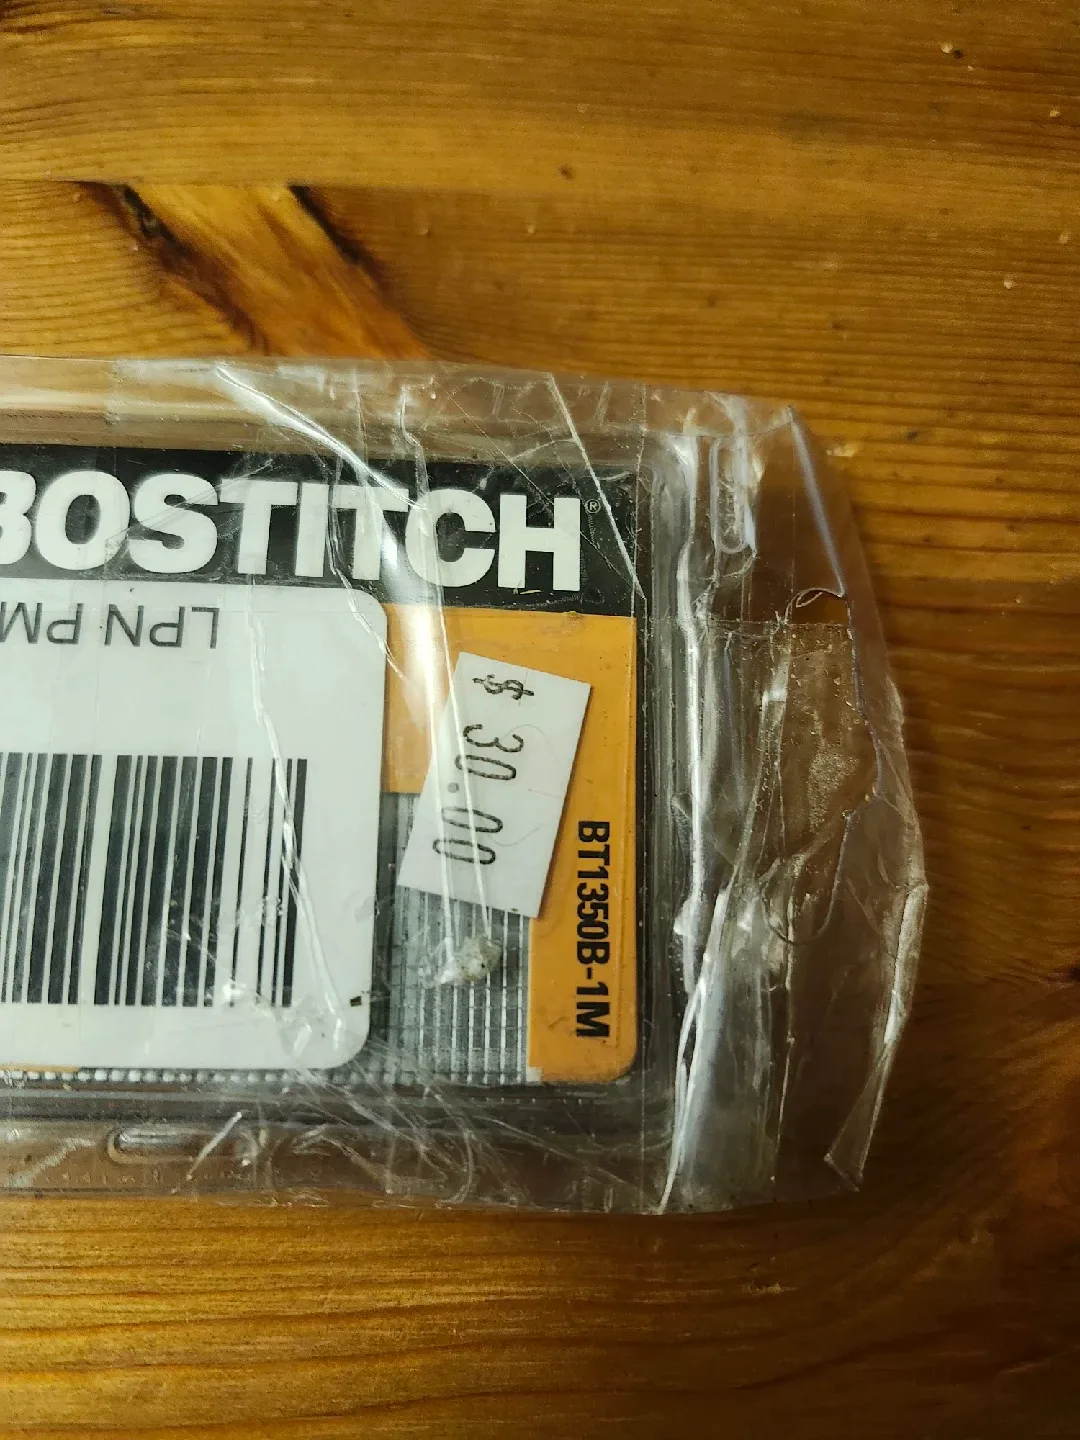 BOSTITCH®
LPN PM
$ 30.00
BT1350B-1M